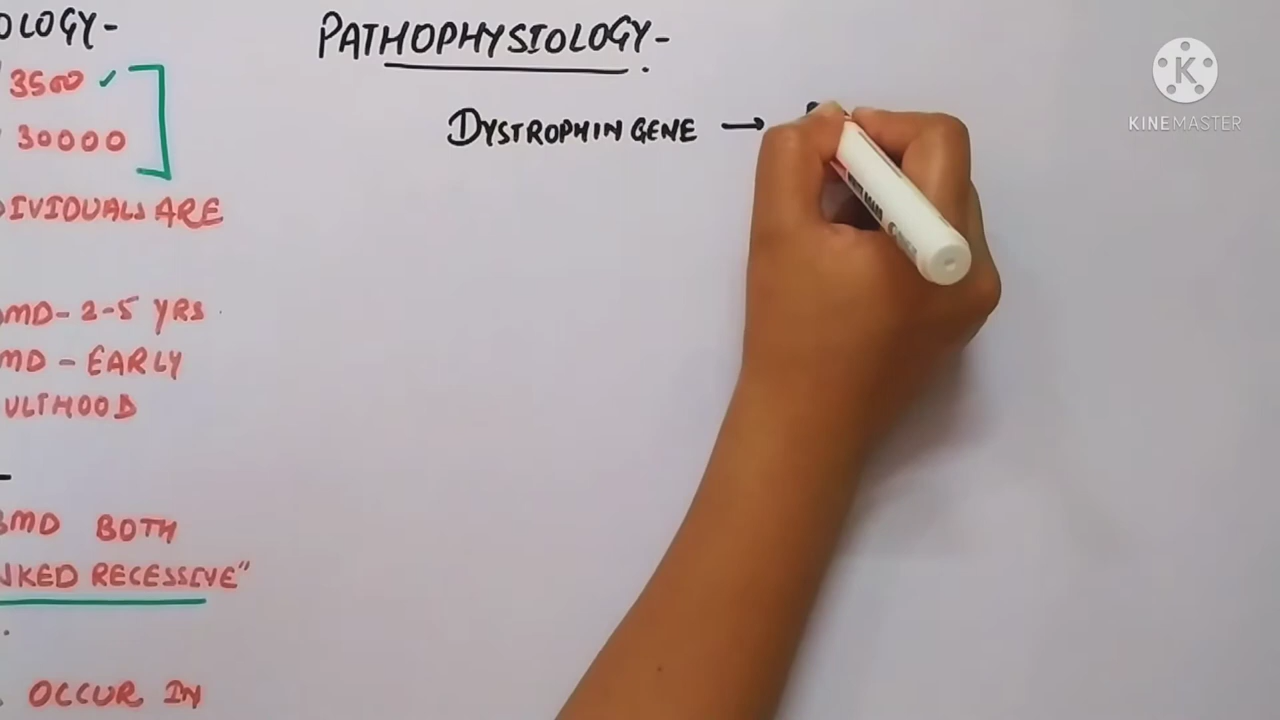 OLOGY-
3500 ✓
30000
IVIDUALS ARE
MD- 2-5 YRS
MD - EARLY
ULTHOOD
BMD BOTH
NKED RECESSIVE"
OCCUR IN
PATHOPHYSIOLOGY-
DYSTROPHIN GENE →
K
KINEMASTER